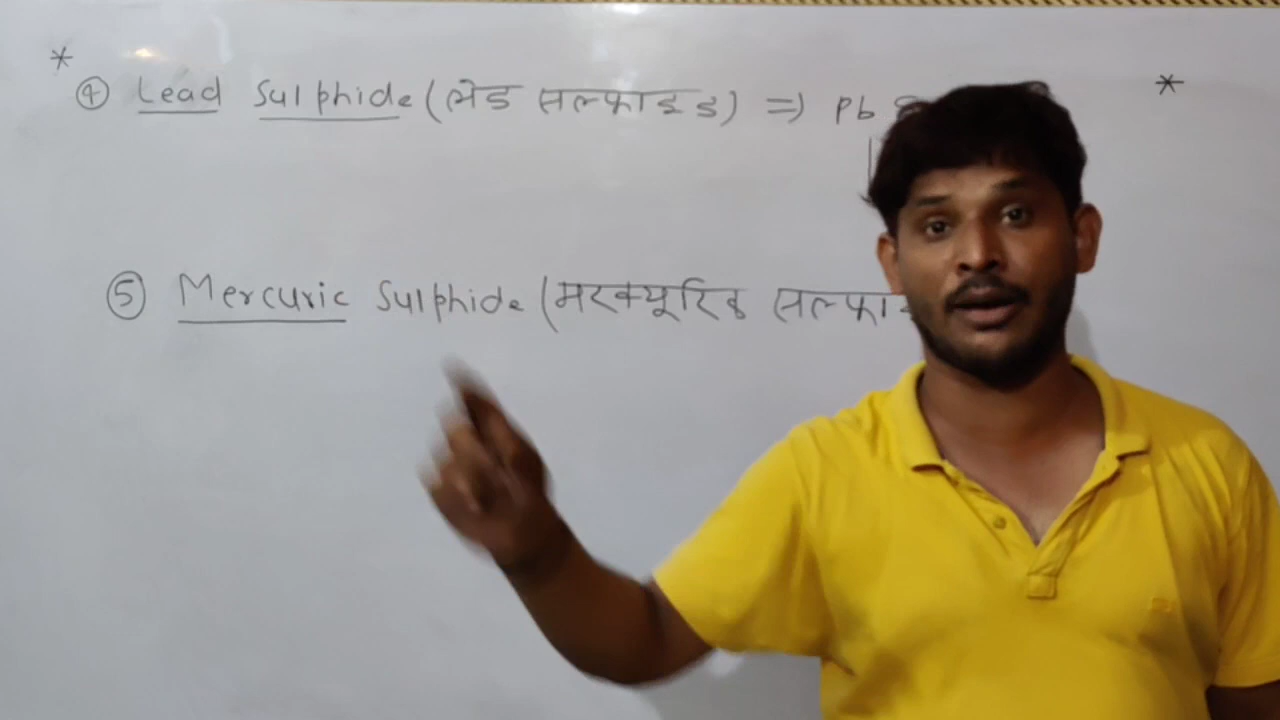 * ④ Lead Sulphide (लेड सल्फाइड) => Pb *
⑤ Mercuric Sulphide (मरक्यूरिक